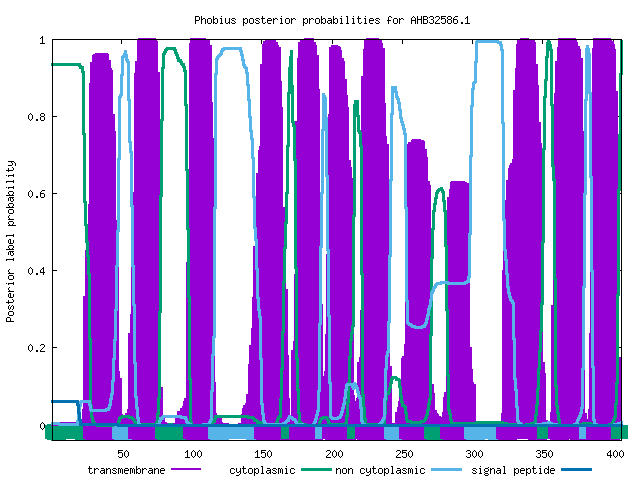 Phobius posterior probabilities for AHB32586.1
Posterior label probability
1
0.8
0.6
0.4
0.2
0
50 100 150 200 250 300 350 400
transmembrane cytoplasmic non cytoplasmic signal peptide